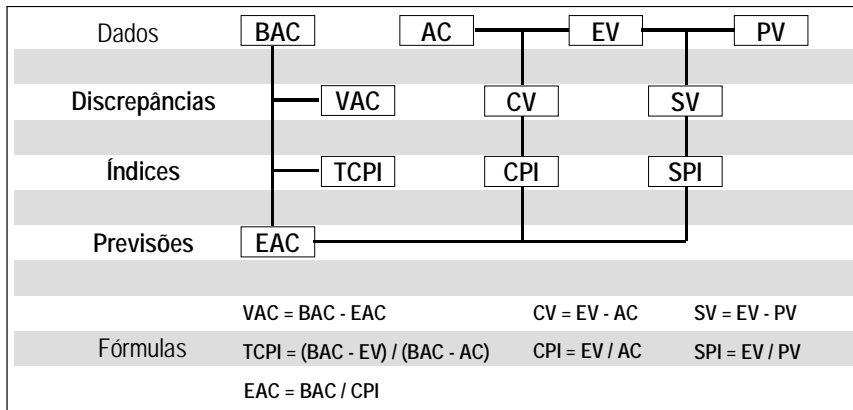 Dados BAC AC EV PV
Discrepâncias VAC CV SV
Índices TCPI CPI SPI
Previsões EAC
VAC = BAC - EAC CV = EV - AC SV = EV - PV
Fórmulas TCPI = (BAC - EV) / (BAC - AC) CPI = EV / AC SPI = EV / PV
EAC = BAC / CPI